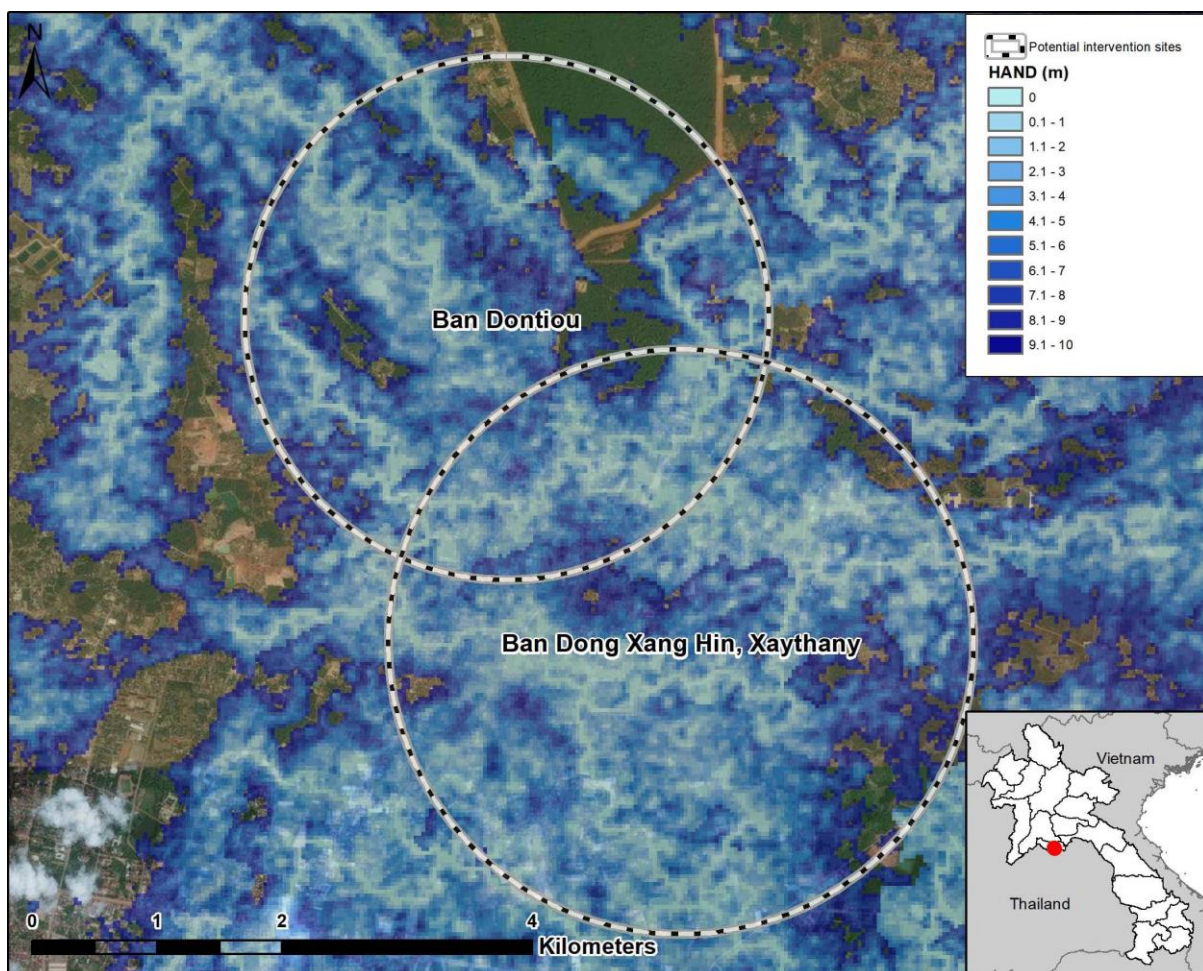 N
Potential intervention sites
HAND (m)
0
0.1 - 1
1.1 - 2
2.1 - 3
3.1 - 4
4.1 - 5
5.1 - 6
6.1 - 7
7.1 - 8
8.1 - 9
9.1 - 10
Ban Dontiou
Ban Dong Xang Hin, Xaythany
Vietnam
Thailand
0 1 2 4
Kilometers